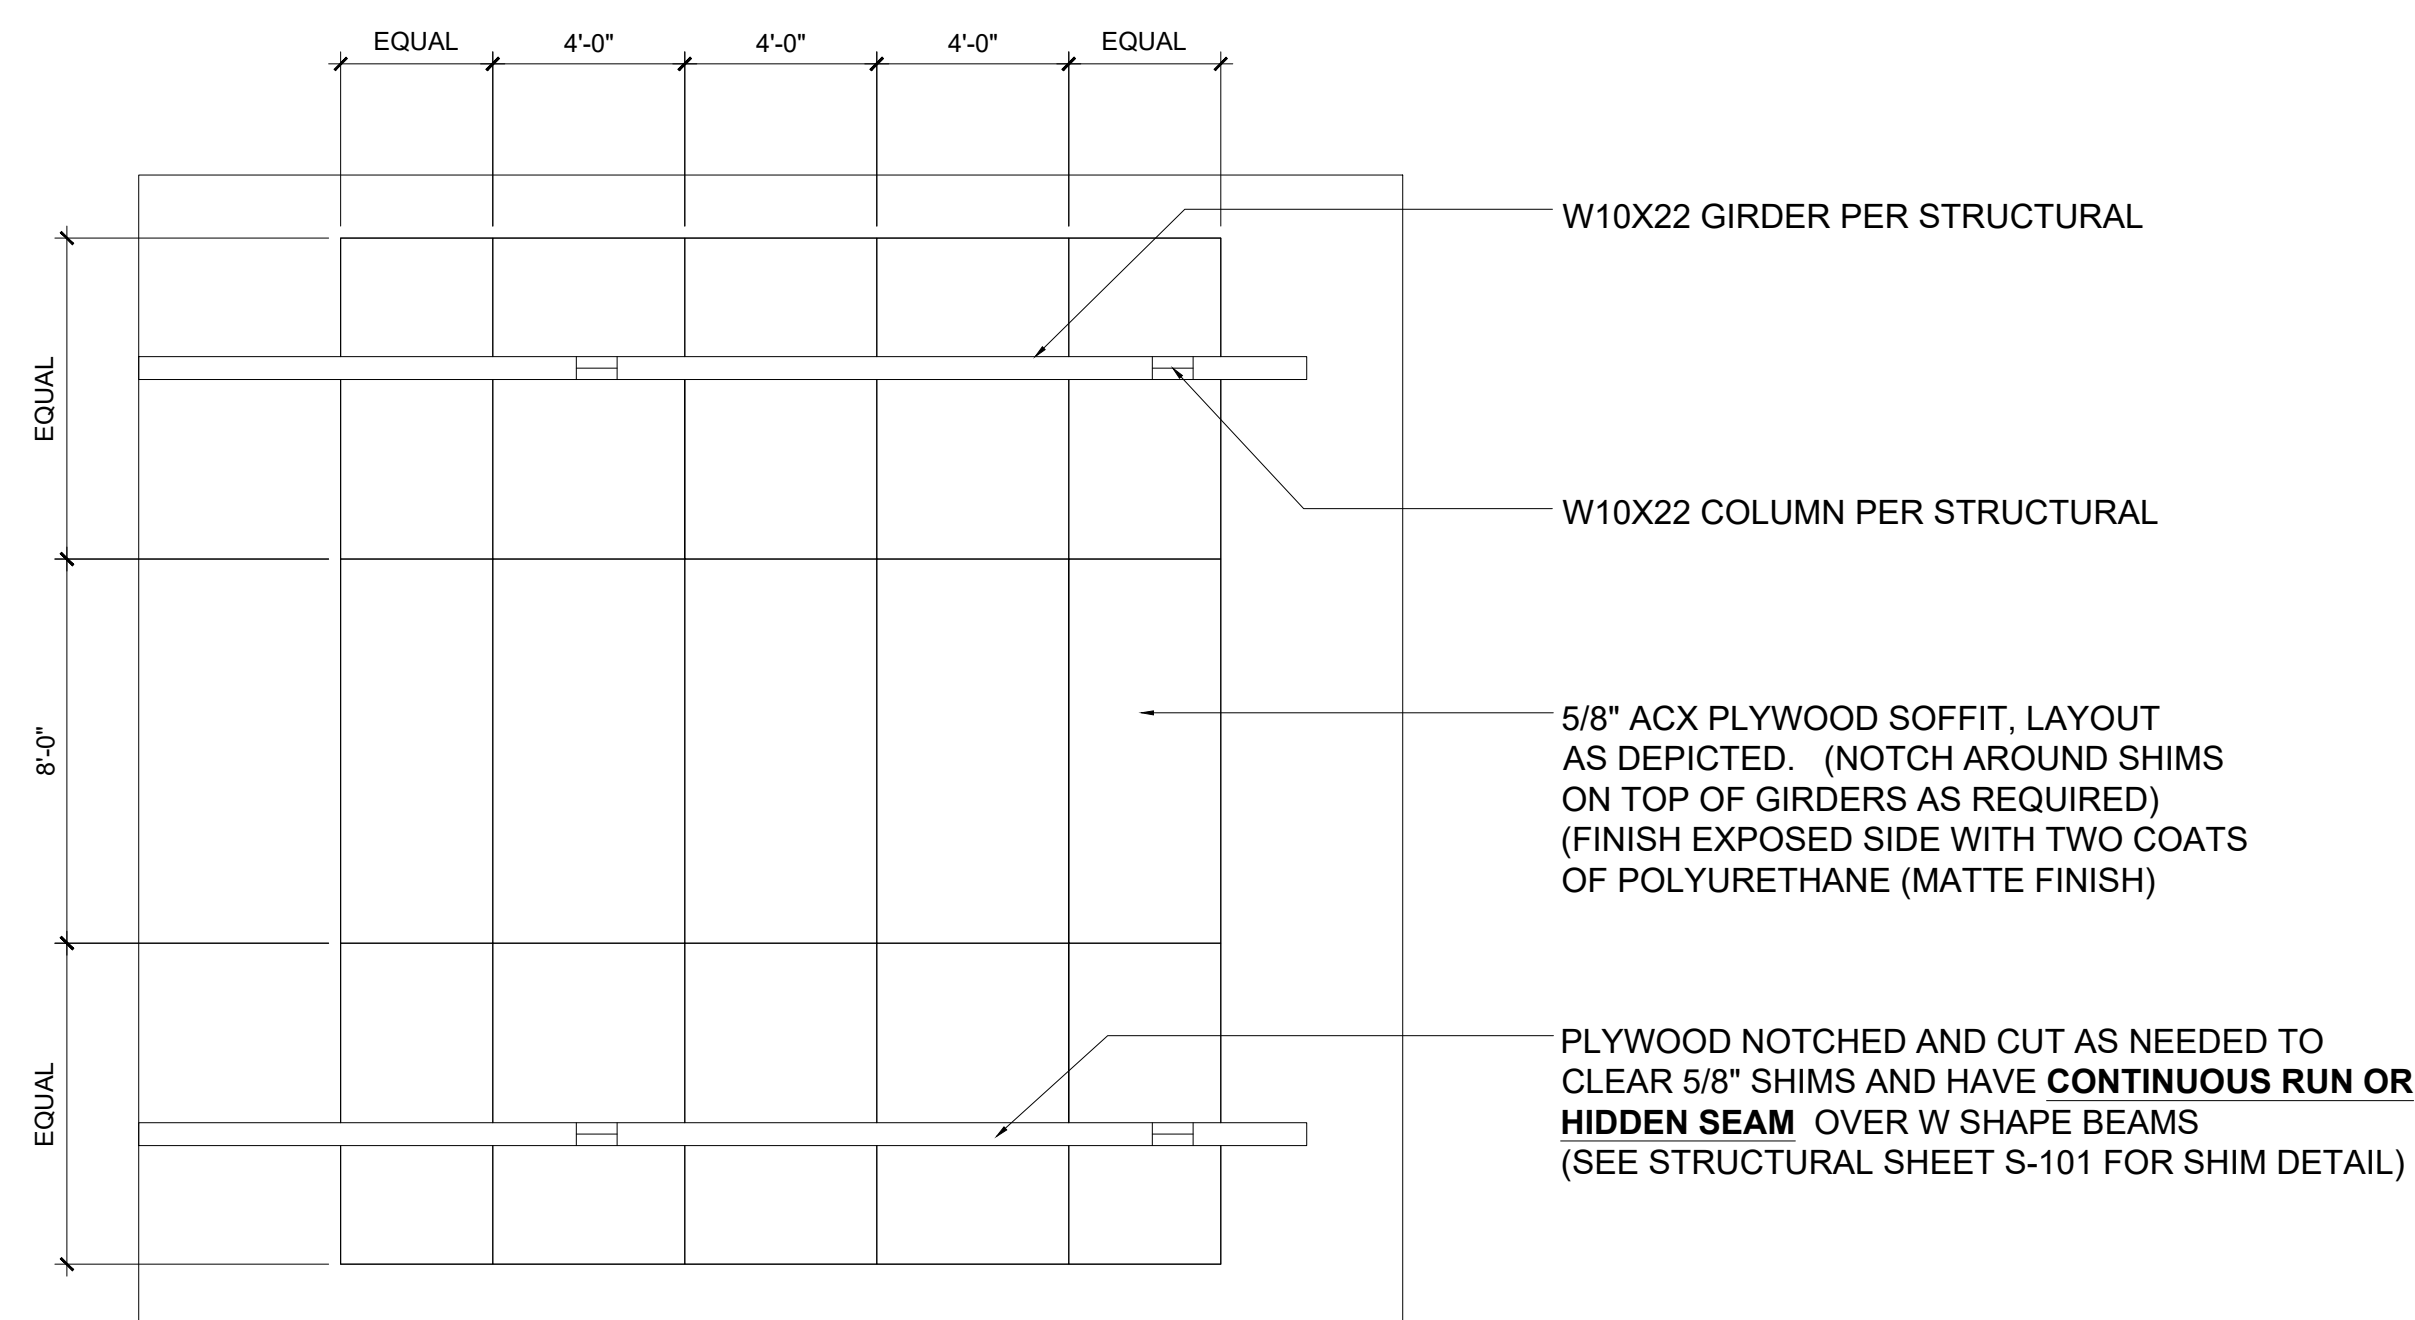 EQUAL 4'-0" 4'-0" 4'-0" EQUAL
EQUAL
8'-0"
EQUAL
W10X22 GIRDER PER STRUCTURAL
W10X22 COLUMN PER STRUCTURAL
5/8" ACX PLYWOOD SOFFIT, LAYOUT
AS DEPICTED. (NOTCH AROUND SHIMS
ON TOP OF GIRDERS AS REQUIRED)
(FINISH EXPOSED SIDE WITH TWO COATS
OF POLYURETHANE (MATTE FINISH)
PLYWOOD NOTCHED AND CUT AS NEEDED TO
CLEAR 5/8" SHIMS AND HAVE CONTINUOUS RUN OR
HIDDEN SEAM OVER W SHAPE BEAMS
(SEE STRUCTURAL SHEET S-101 FOR SHIM DETAIL)